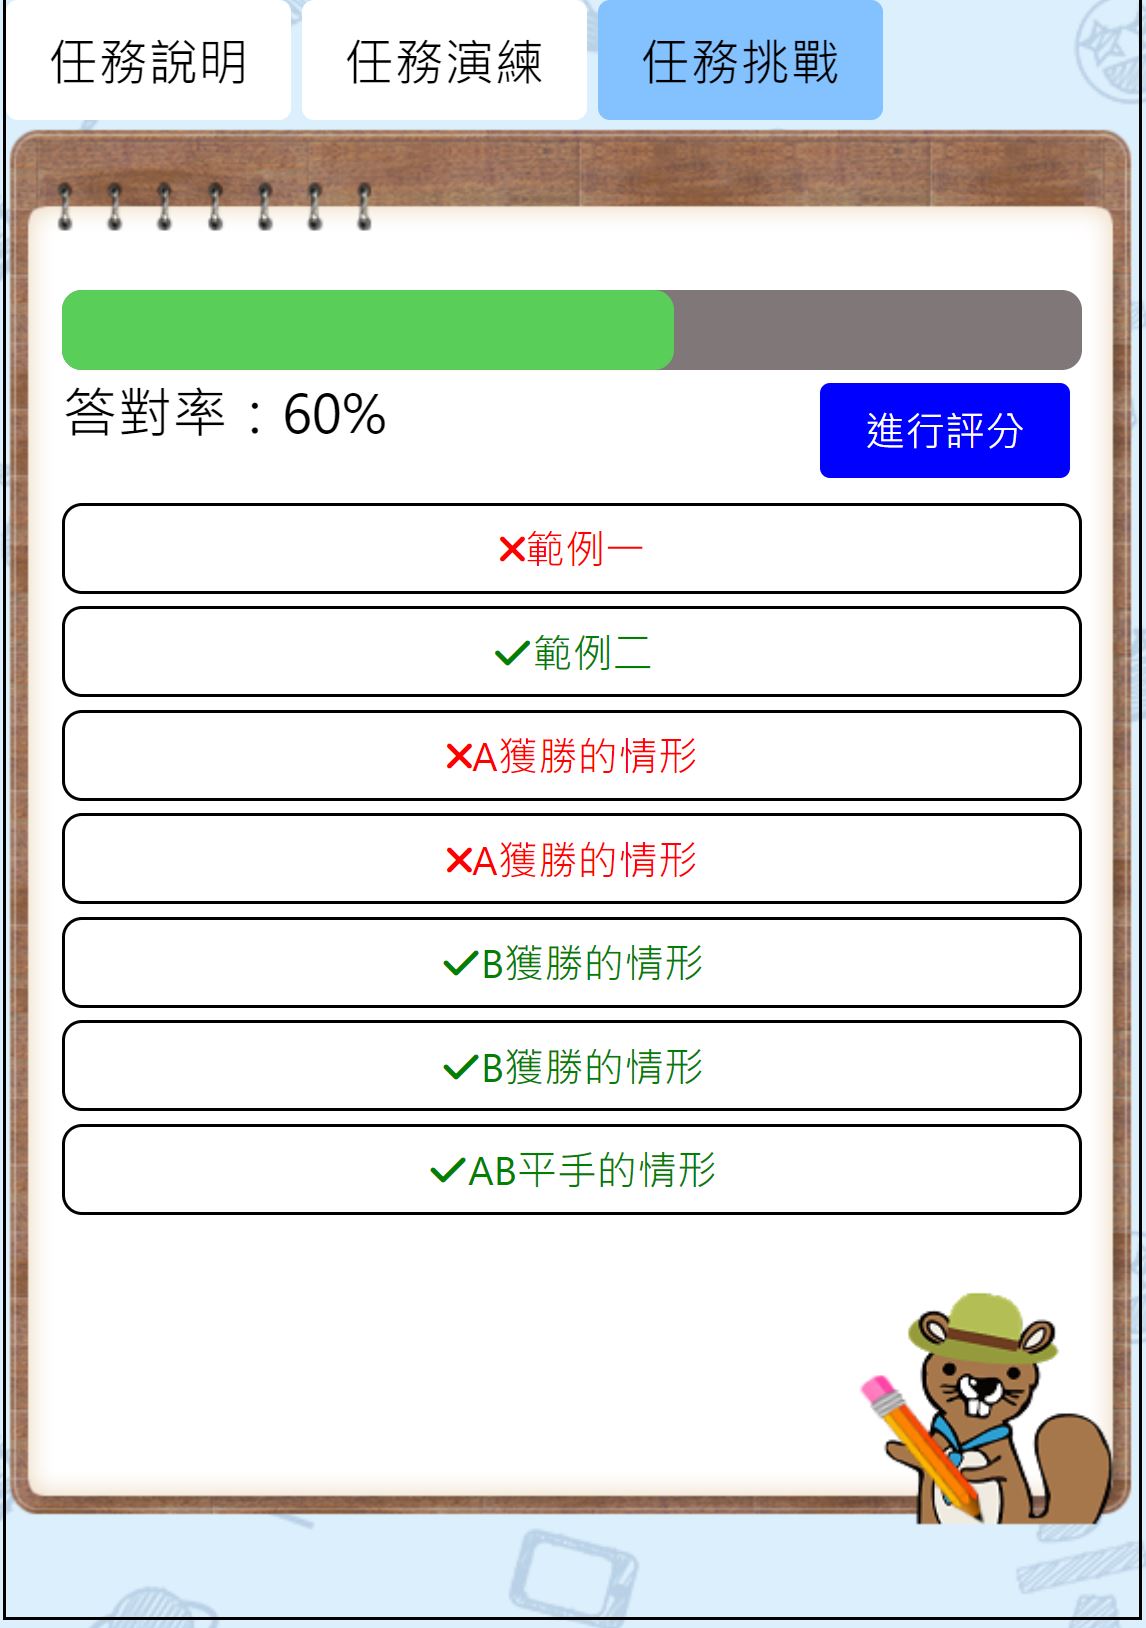 任務說明 任務演練 任務挑戰
答對率：60%
進行評分
✕範例一
✓範例二
✕A獲勝的情形
✕A獲勝的情形
✓B獲勝的情形
✓B獲勝的情形
✓AB平手的情形